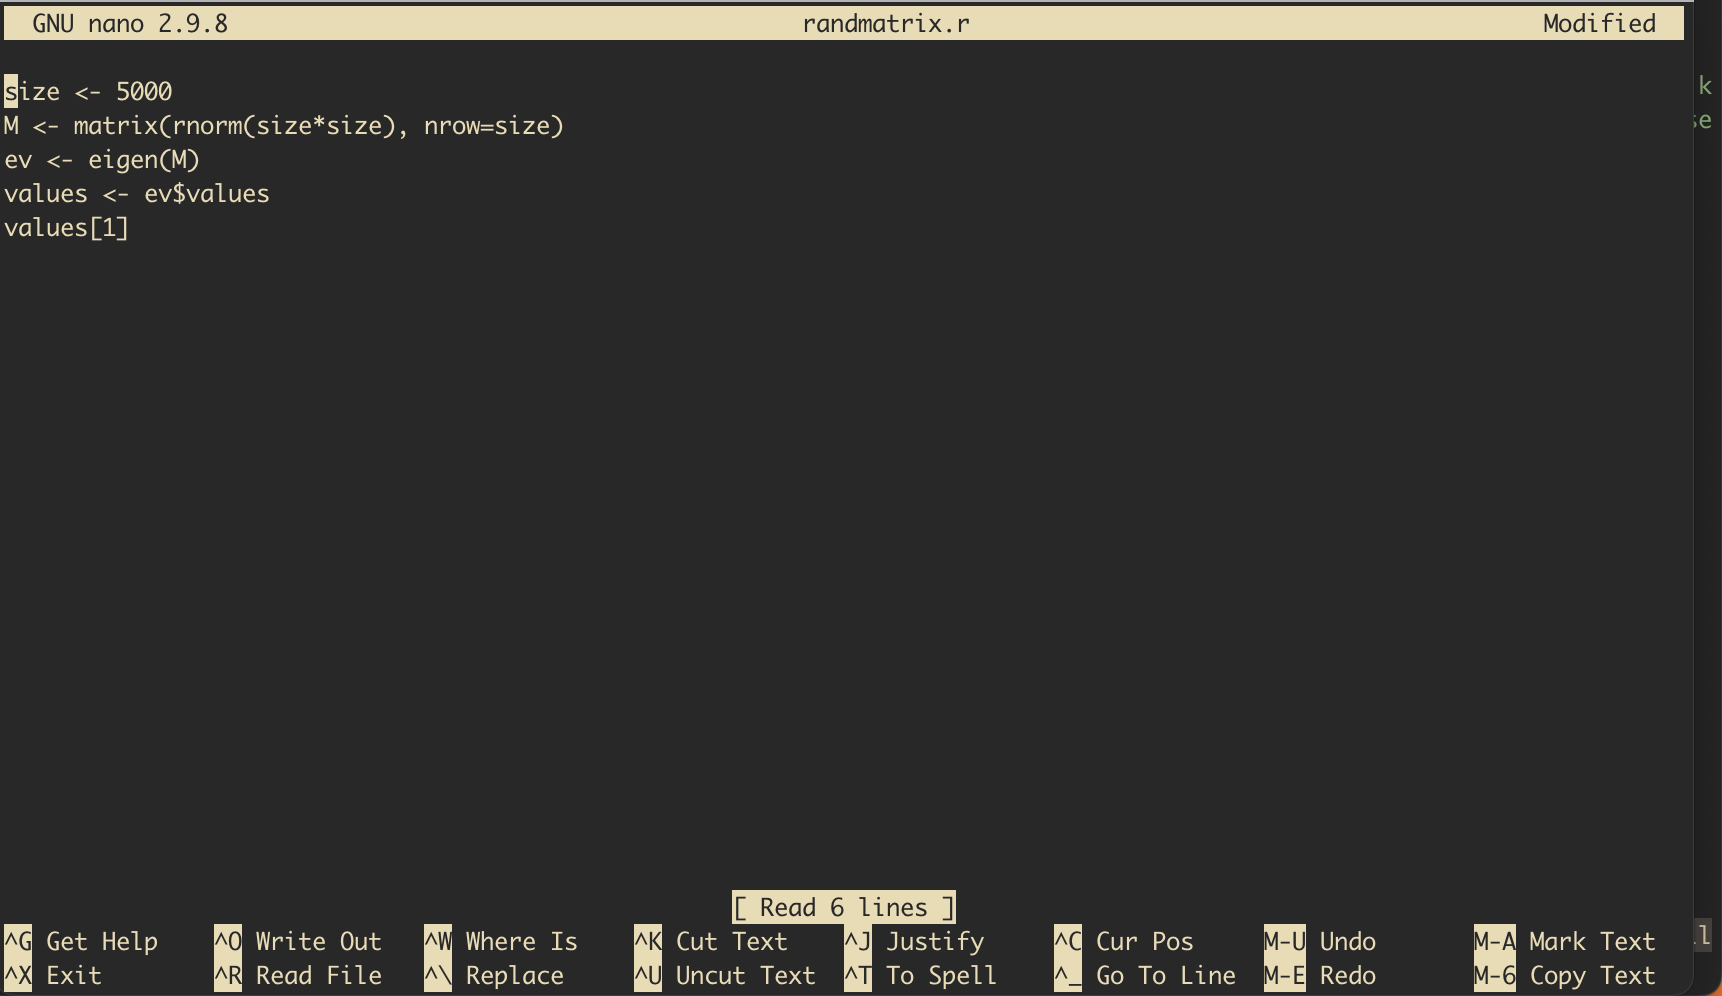 GNU nano 2.9.8 randmatrix.r Modified
size <- 5000
M <- matrix(rnorm(size*size), nrow=size)
ev <- eigen(M)
values <- ev$values
values[1]
k
se
[ Read 6 lines ]
^G Get Help ^O Write Out ^W Where Is ^K Cut Text ^J Justify ^C Cur Pos M-U Undo M-A Mark Text
^X Exit ^R Read File ^\ Replace ^U Uncut Text ^T To Spell ^_ Go To Line M-E Redo M-6 Copy Text